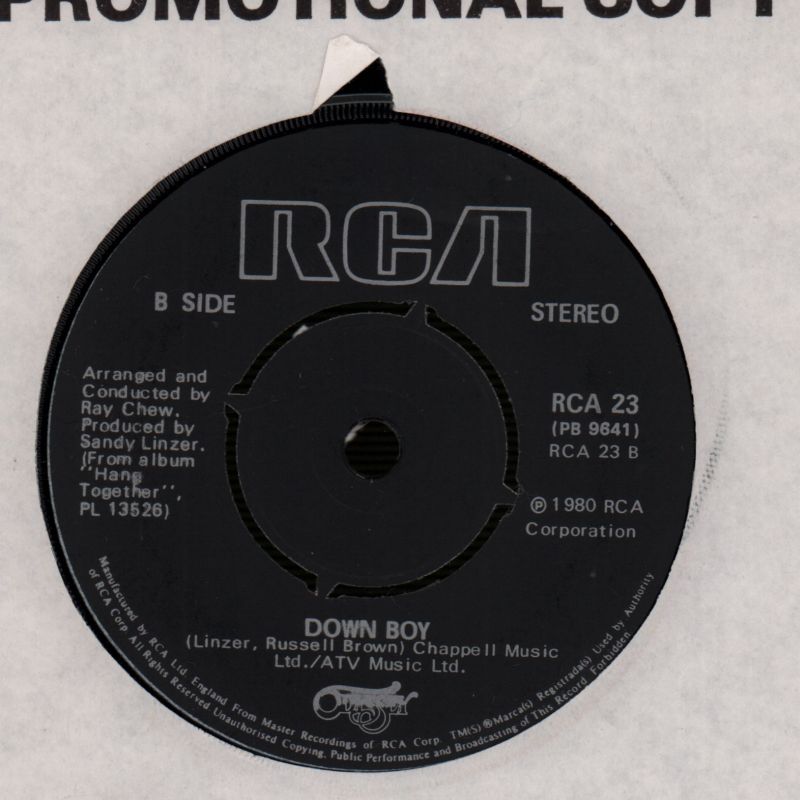 PROMOTIONAL COPY
RCA
B SIDE
STEREO
Arranged and
Conducted by
Ray Chew.
Produced by
Sandy Linzer.
(From album
"Hang
Together",
PL 13526)
RCA 23
(PB 9641)
RCA 23 B
℗ 1980 RCA
Corporation
DOWN BOY
(Linzer, Russell Brown) Chappell Music
Ltd./ATV Music Ltd.
Odyssey
Manufactured by RCA Ltd. England From Master Recordings of RCA Corp. TM(S)®Marca(s) Registrada(s) Used by Authority
of RCA Corp All Rights Reserved Unauthorised Copying, Public Performance and Broadcasting of This Record Forbidden